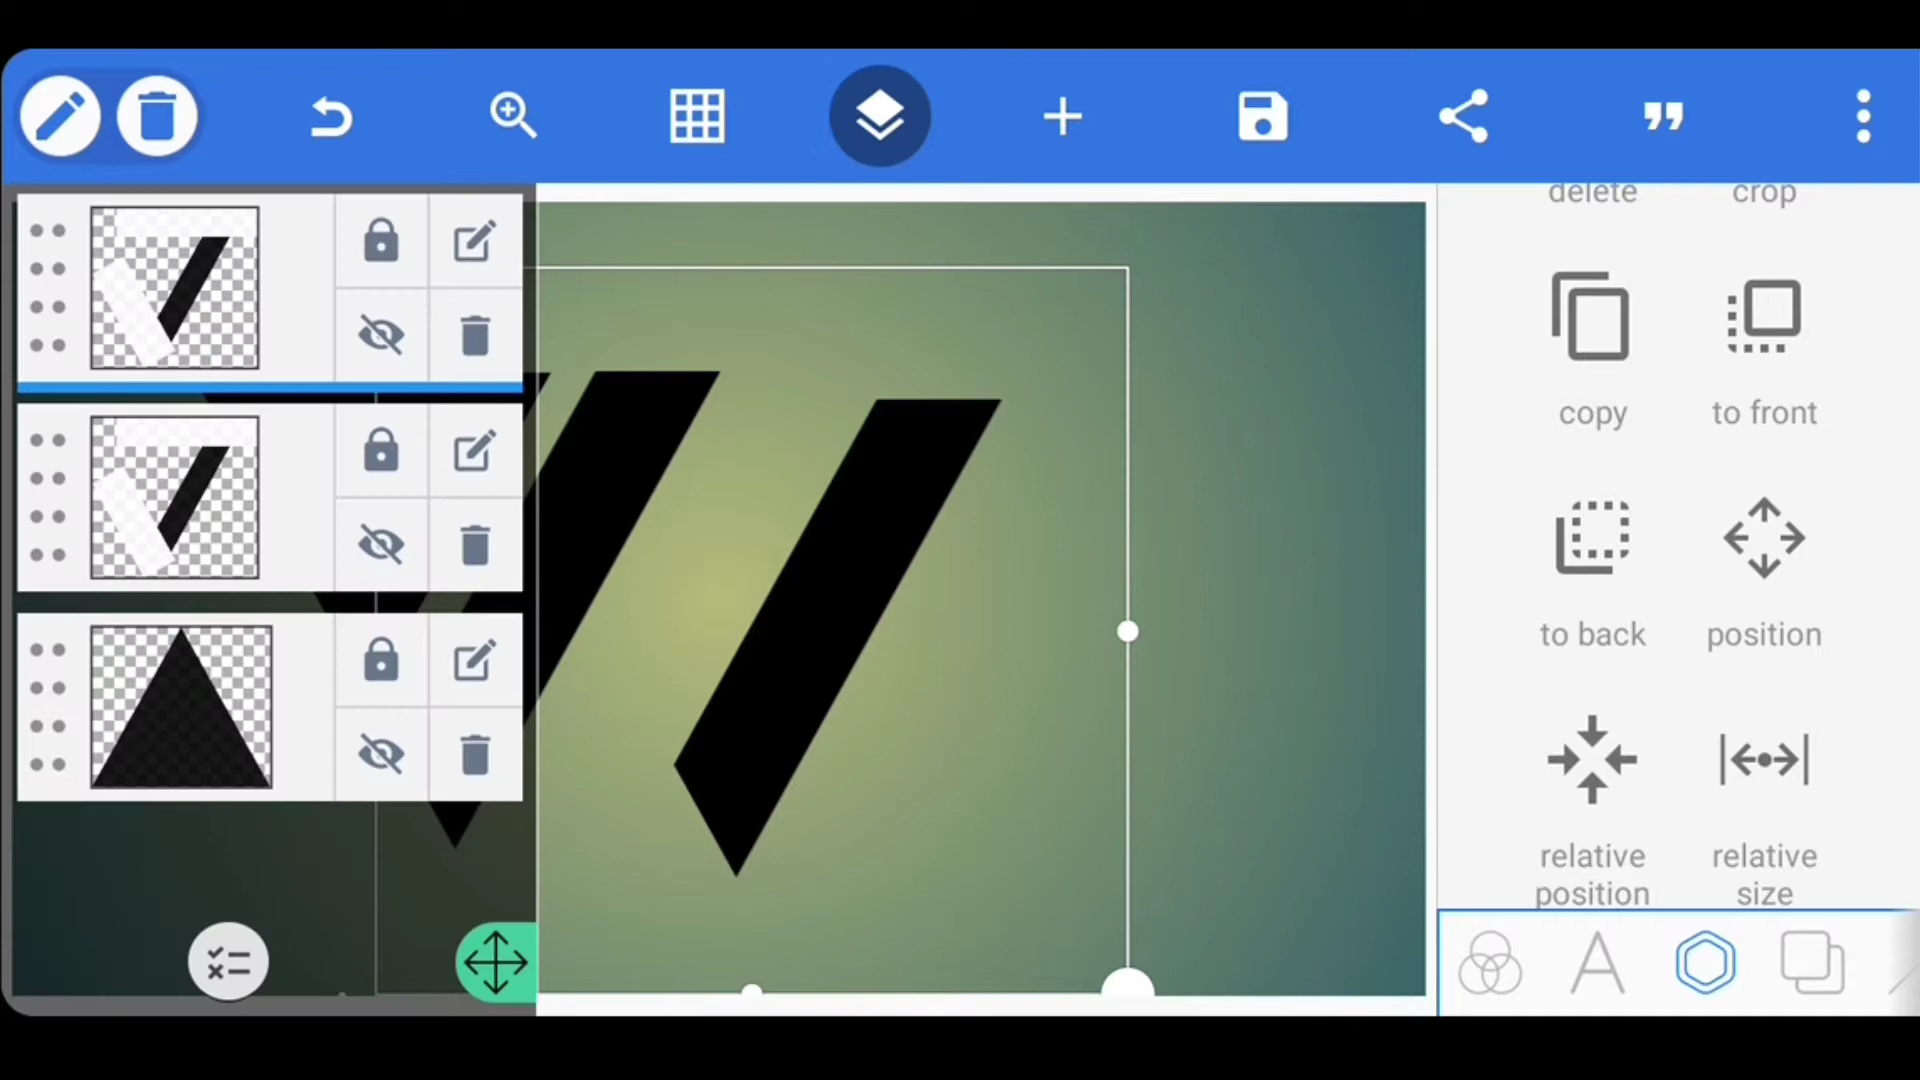 delete crop
copy to front
to back position
relative position relative size